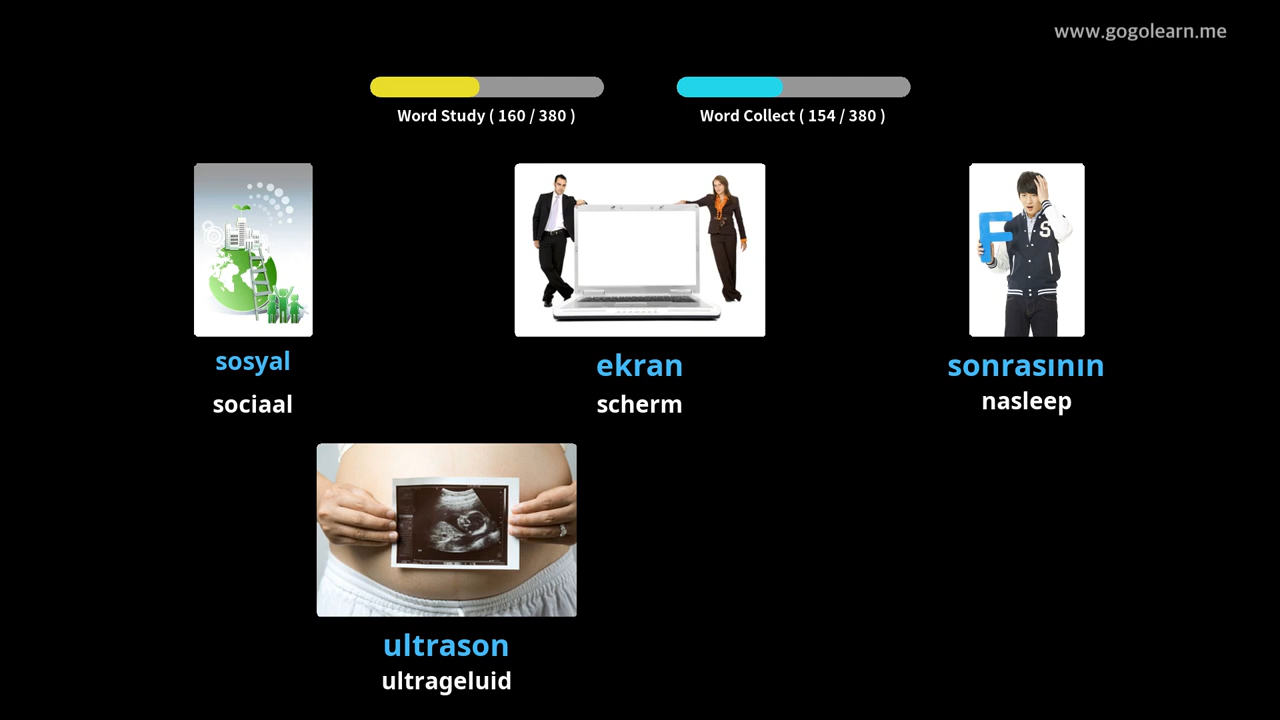 www.gogolearn.me
Word Study ( 160 / 380 )
Word Collect ( 154 / 380 )
F
S
sosyal
ekran
sonrasının
sociaal
scherm
nasleep
ultrason
ultrageluid